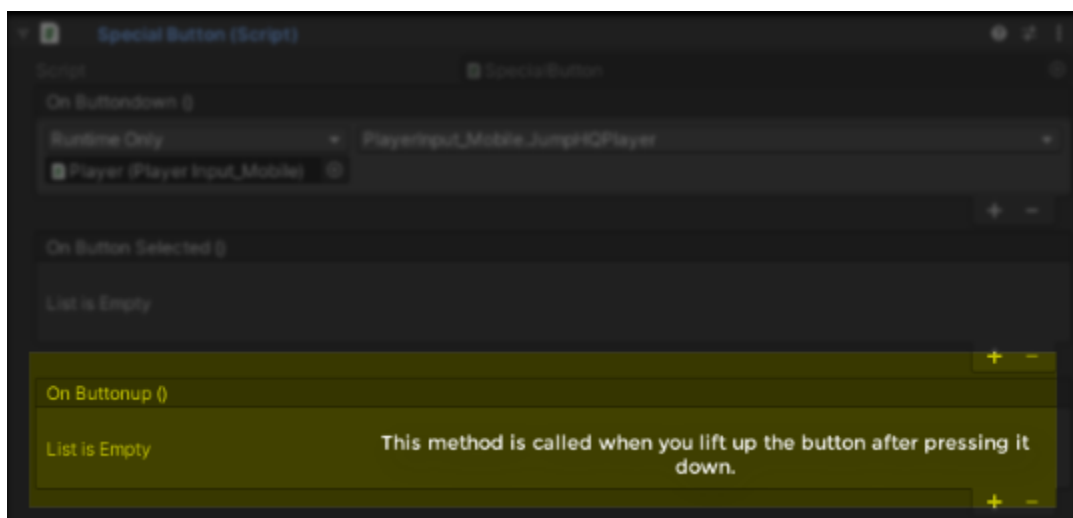 Special Button (Script)
Script SpecialButton
On Buttondown ()
Runtime Only PlayerInput_Mobile.JumpHQPlayer
Player (Player Input_Mobile)
+ -
On Button Selected ()
List is Empty
+ -
On Buttonup ()
List is Empty
This method is called when you lift up the button after pressing it
down.
+ -